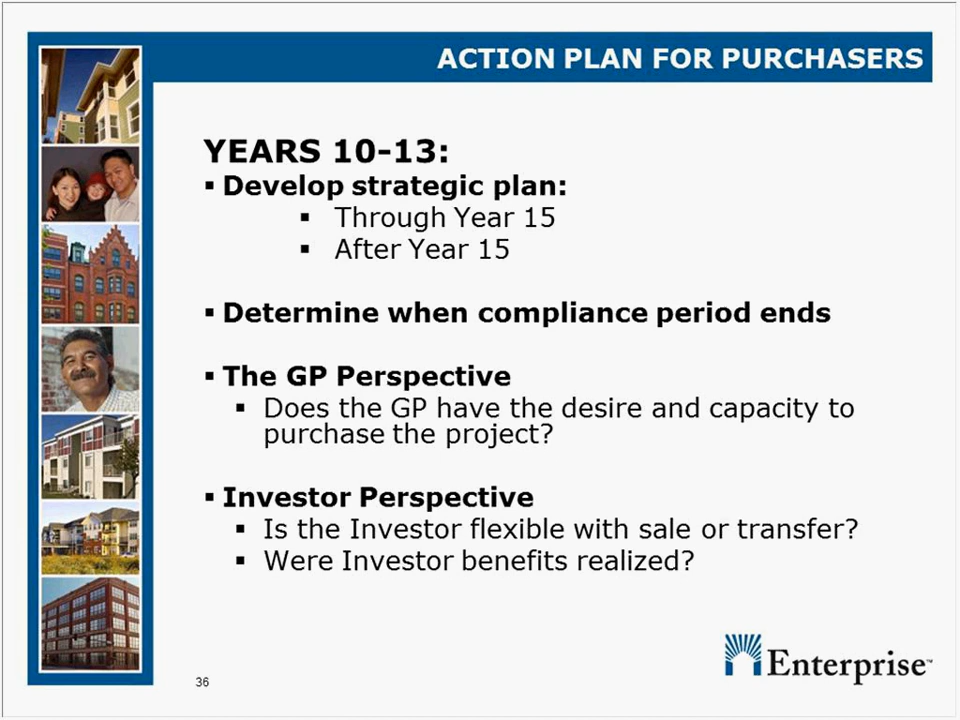 ACTION PLAN FOR PURCHASERS
YEARS 10-13:
▪ Develop strategic plan:
▪ Through Year 15
▪ After Year 15
▪ Determine when compliance period ends
▪ The GP Perspective
▪ Does the GP have the desire and capacity to
purchase the project?
▪ Investor Perspective
▪ Is the Investor flexible with sale or transfer?
▪ Were Investor benefits realized?
Enterprise™
36